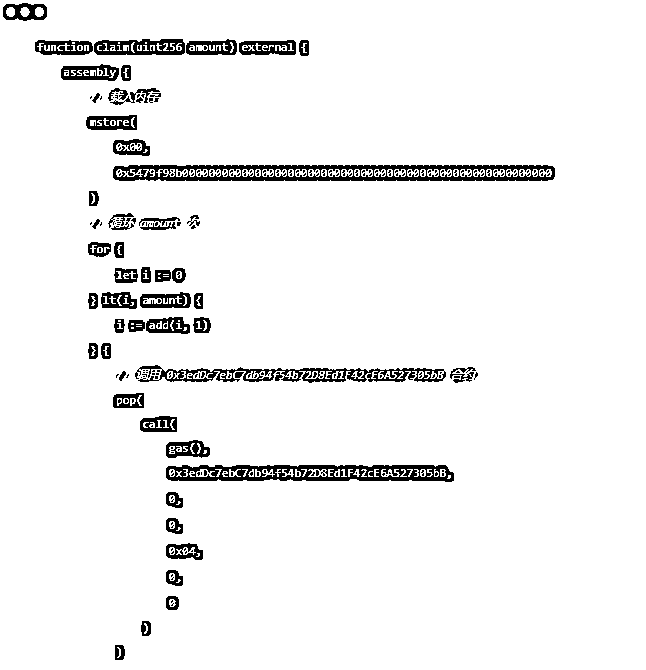 function claim(uint256 amount) external {
assembly {
// 载入内存
mstore(
0x00,
0x5479f98b00000000000000000000000000000000000000000000000000000000
)
// 循环 amount 次
for {
let i := 0
} lt(i, amount) {
i := add(i, 1)
} {
// 调用 0x3edDc7ebC7db94f54b72D8Ed1F42cE6A527305bB 合约
pop(
call(
gas(),
0x3edDc7ebC7db94f54b72D8Ed1F42cE6A527305bB,
0,
0,
0x04,
0,
0
)
)